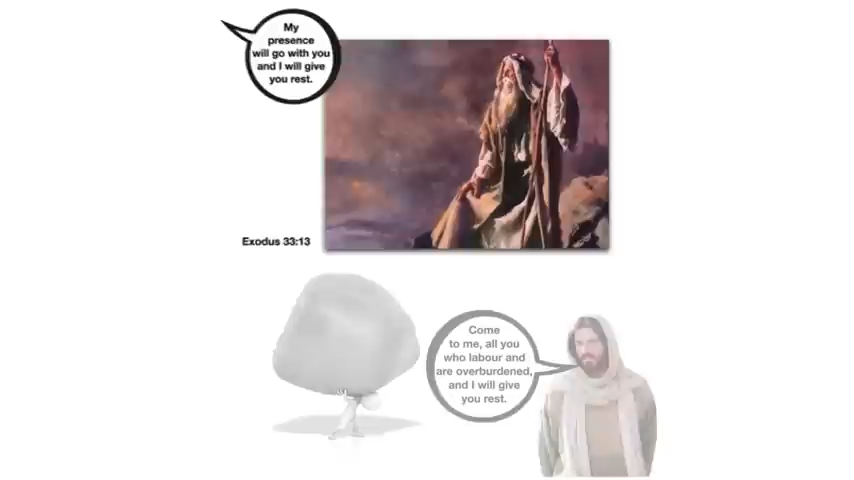 My
presence
will go with you
and I will give
you rest.
Exodus 33:13
Come
to me, all you
who labour and
are overburdened,
and I will give
you rest.